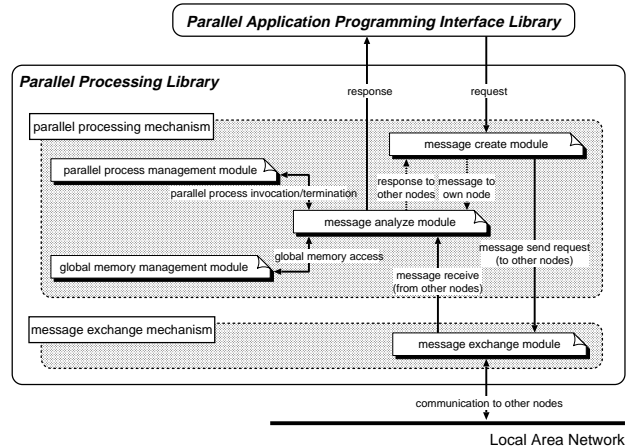 Parallel Application Programming Interface Library
Parallel Processing Library
response
request
parallel processing mechanism
message create module
parallel process management module
response to
other nodes
message to
own node
parallel process invocation/termination
message analyze module
global memory access
global memory management module
message send request
(to other nodes)
message receive
(from other nodes)
message exchange mechanism
message exchange module
communication to other nodes
Local Area Network